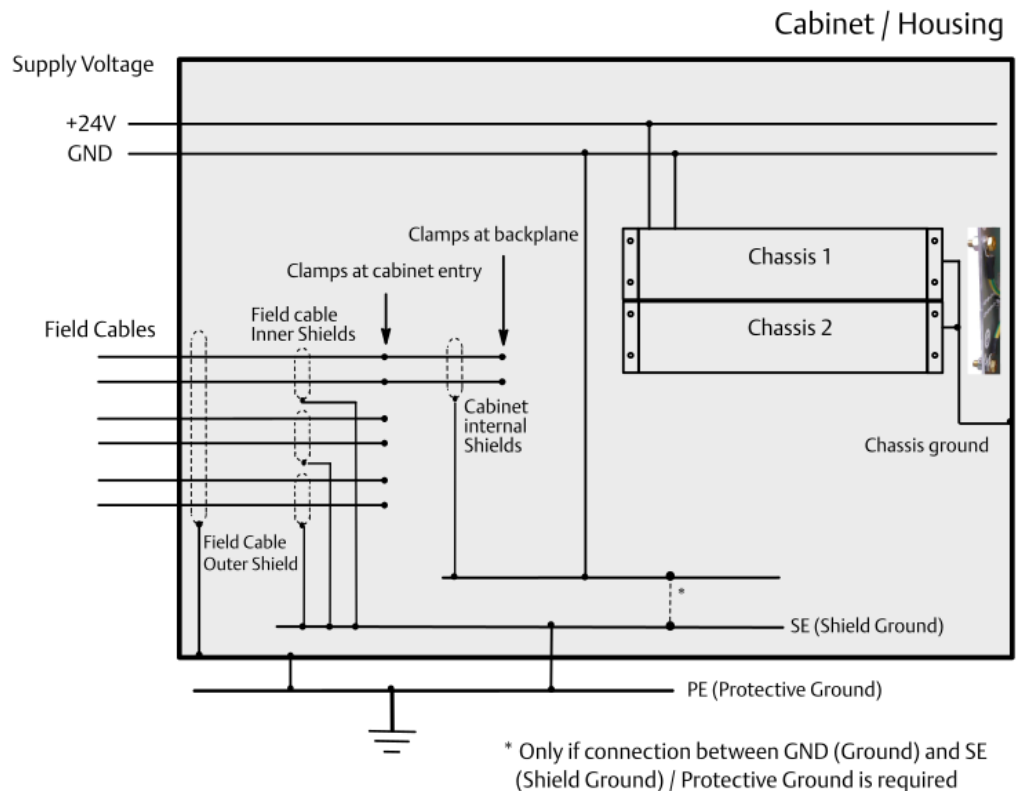 Cabinet / Housing
Supply Voltage
+24V
GND
Clamps at backplane
Chassis 1
Clamps at cabinet entry
Field cable
Inner Shields
Field Cables
Chassis 2
Cabinet
internal
Shields
Chassis ground
Field Cable
Outer Shield
*
SE (Shield Ground)
PE (Protective Ground)
* Only if connection between GND (Ground) and SE
(Shield Ground) / Protective Ground is required